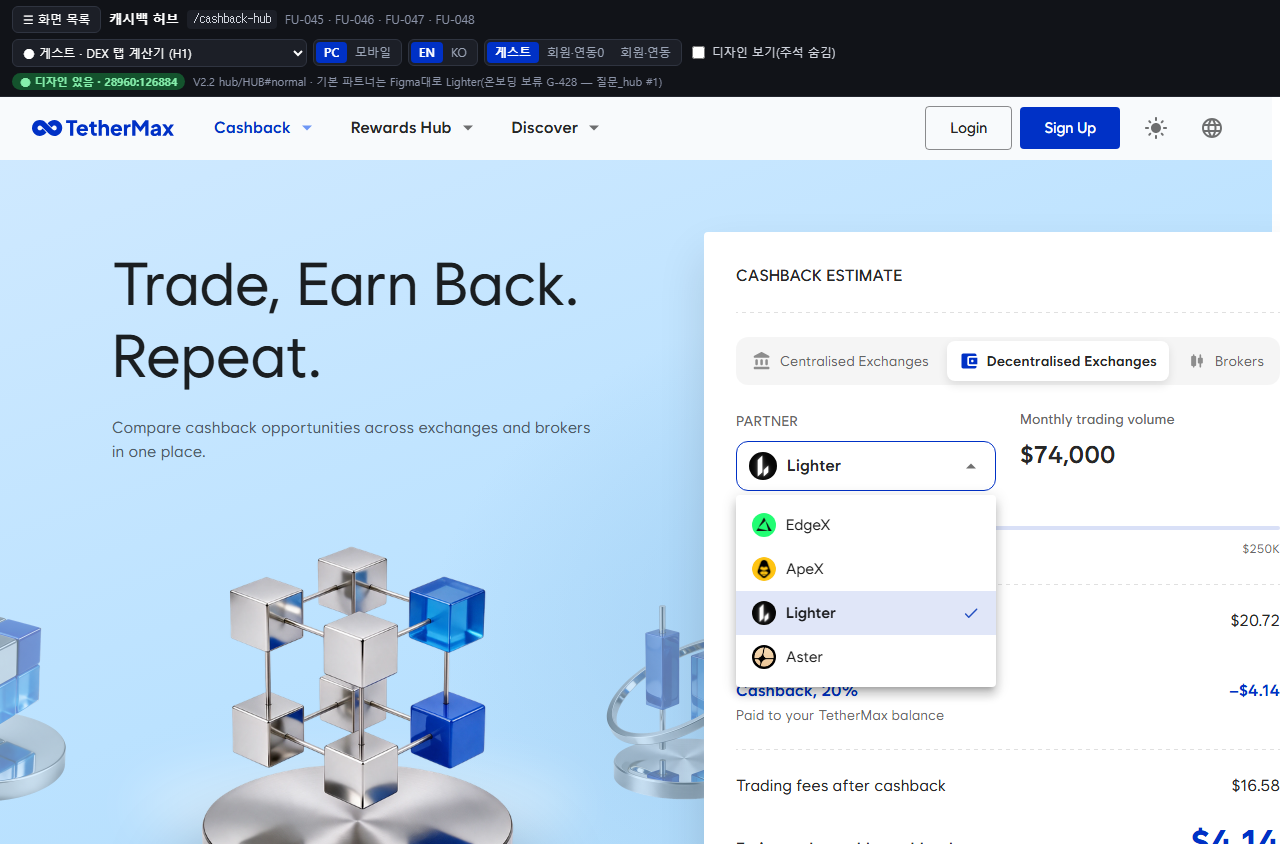 ☰ 화면 목록 캐시백 허브 /cashback-hub FU-045 · FU-046 · FU-047 · FU-048
● 게스트 · DEX 탭 계산기 (H1) PC 모바일 EN KO 게스트 회원·연동0 회원·연동 디자인 보기(주석 숨김)
● 디자인 있음 · 28960:126884 V2.2 hub/HUB#normal · 기본 파트너는 Figma대로 Lighter(온보딩 보류 G-428 — 질문_hub #1)
TetherMax Cashback Rewards Hub Discover Login Sign Up
Trade, Earn Back.
Repeat.
Compare cashback opportunities across exchanges and brokers
in one place.
CASHBACK ESTIMATE
Centralised Exchanges Decentralised Exchanges Brokers
PARTNER Monthly trading volume
Lighter $74,000
EdgeX
$250K
ApeX
Lighter $20.72
Aster
Cashback, 20% –$4.14
Paid to your TetherMax balance
Trading fees after cashback $16.58
$4.14